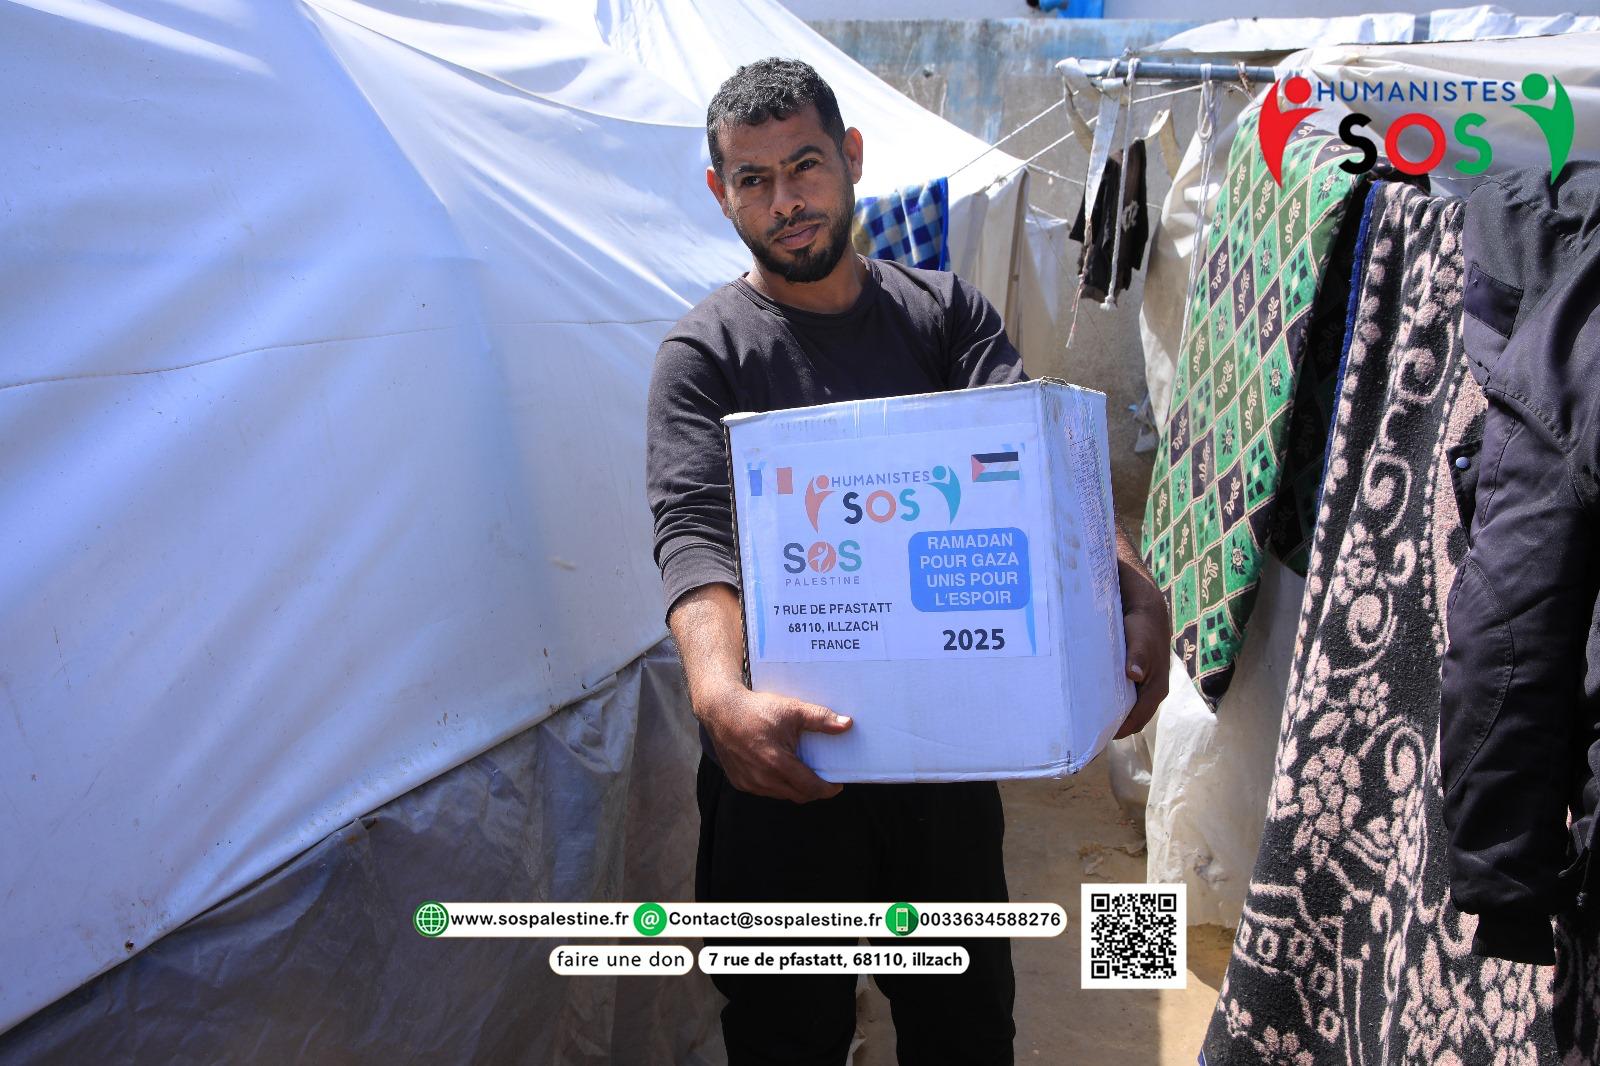 HUMANISTES
SOS
HUMANISTES
SOS
SOS
PALESTINE
RAMADAN
POUR GAZA
UNIS POUR
L'ESPOIR
7 RUE DE PFASTATT
68110, ILLZACH
FRANCE
2025
www.sospalestine.fr Contact@sospalestine.fr 0033634588276
faire une don 7 rue de pfastatt, 68110, illzach